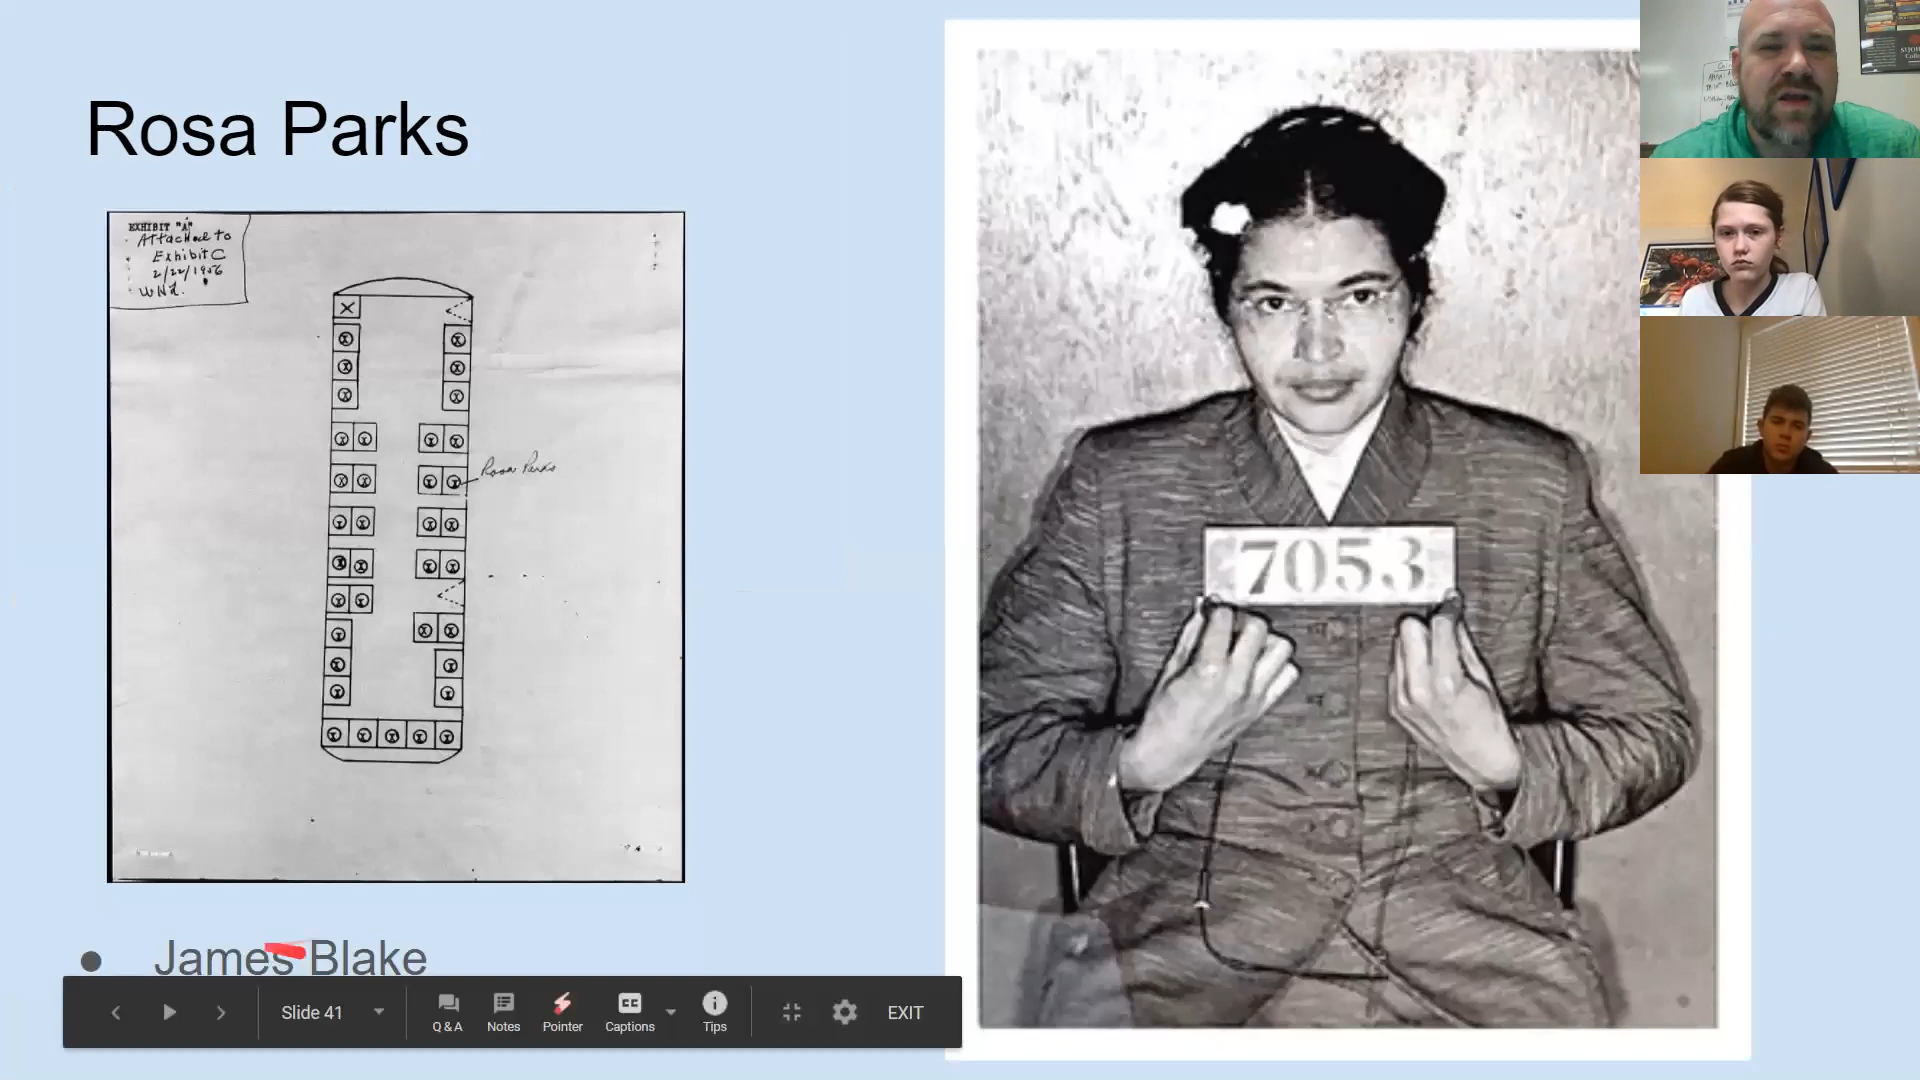 Rosa Parks
EXHIBIT "A"
Attached to
Exhibit C
2/22/1956
Rosa Parks
7053
James Blake
Slide 41
Q & A
Notes
Pointer
CC
Captions
Tips
EXIT